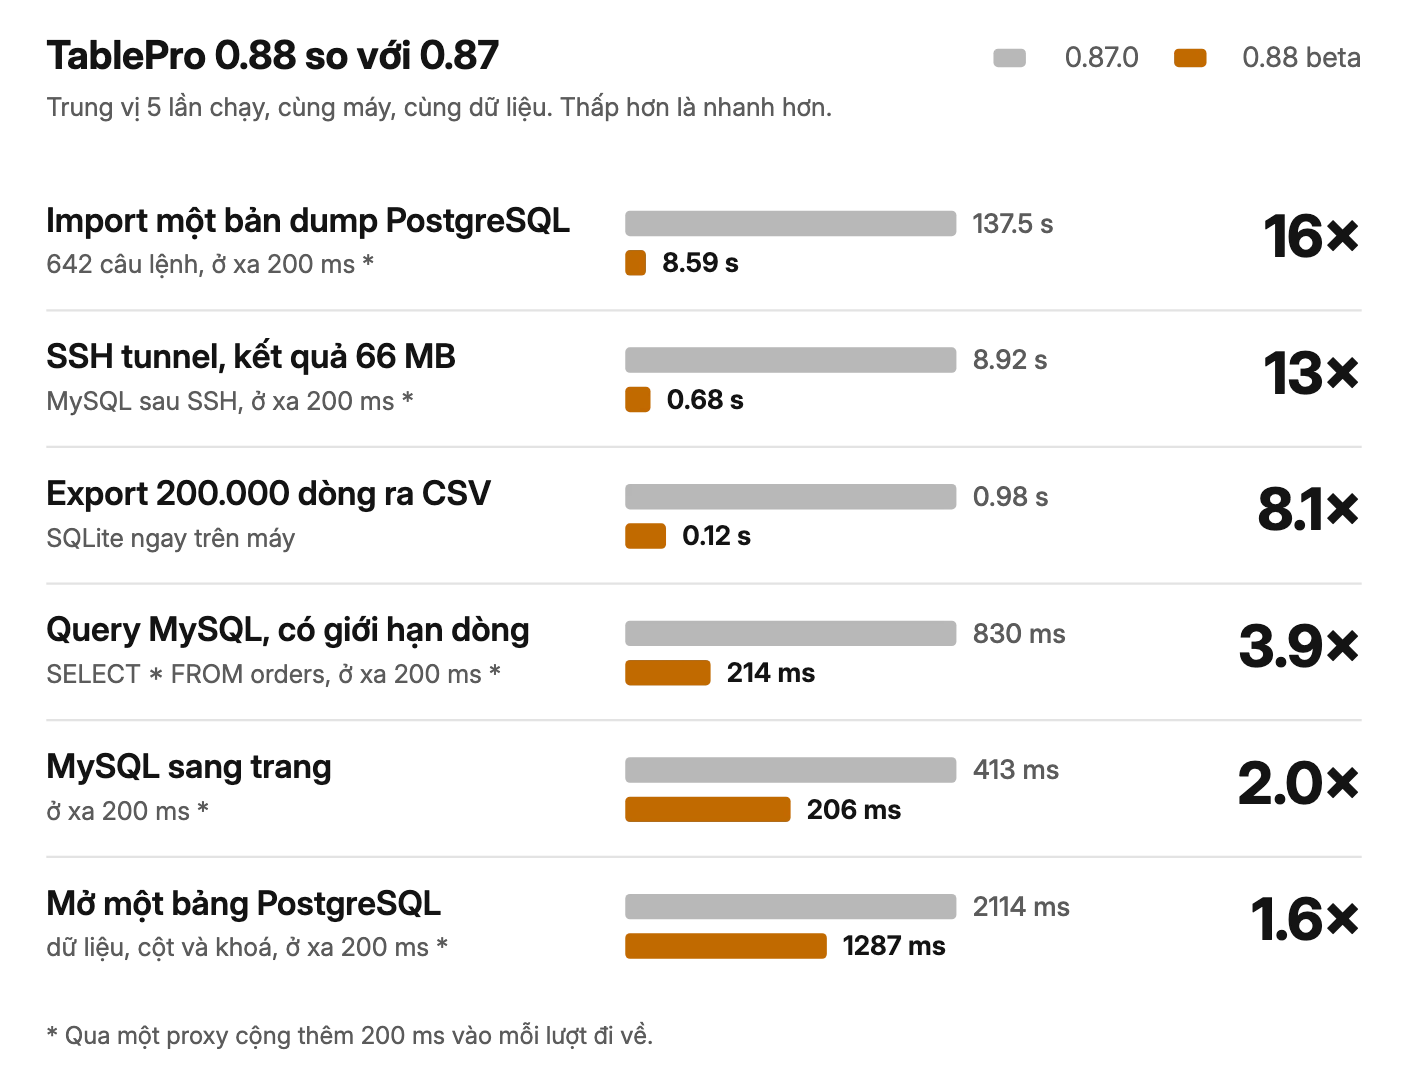 TablePro 0.88 so với 0.87
0.87.0
0.88 beta
Trung vị 5 lần chạy, cùng máy, cùng dữ liệu. Thấp hơn là nhanh hơn.
Import một bản dump PostgreSQL
642 câu lệnh, ở xa 200 ms *
137.5 s
8.59 s
16×
SSH tunnel, kết quả 66 MB
MySQL sau SSH, ở xa 200 ms *
8.92 s
0.68 s
13×
Export 200.000 dòng ra CSV
SQLite ngay trên máy
0.98 s
0.12 s
8.1×
Query MySQL, có giới hạn dòng
SELECT * FROM orders, ở xa 200 ms *
830 ms
214 ms
3.9×
MySQL sang trang
ở xa 200 ms *
413 ms
206 ms
2.0×
Mở một bảng PostgreSQL
dữ liệu, cột và khoá, ở xa 200 ms *
2114 ms
1287 ms
1.6×
* Qua một proxy cộng thêm 200 ms vào mỗi lượt đi về.